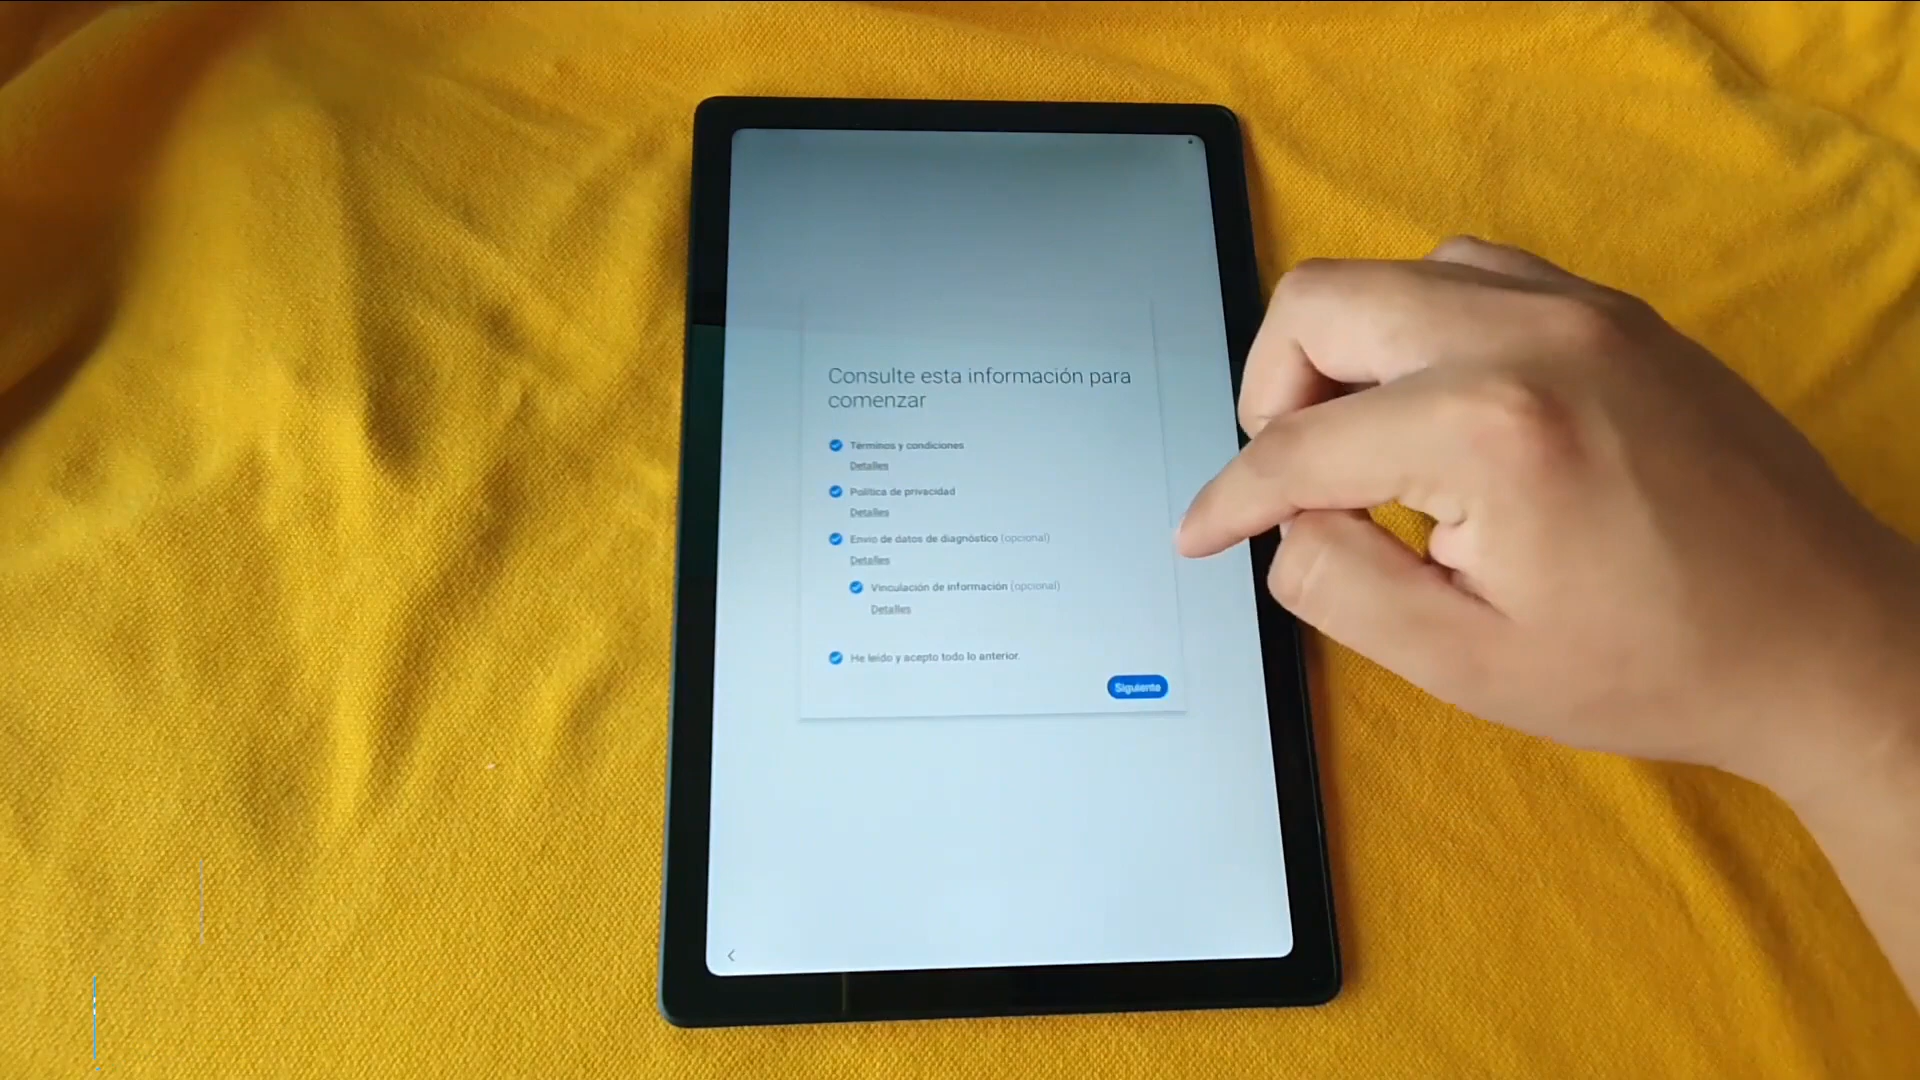 Consulte esta información para
comenzar
Términos y condiciones
Detalles
Política de privacidad
Detalles
Envío de datos de diagnóstico (opcional)
Detalles
Vinculación de información (opcional)
Detalles
He leído y acepto todo lo anterior.
Siguiente